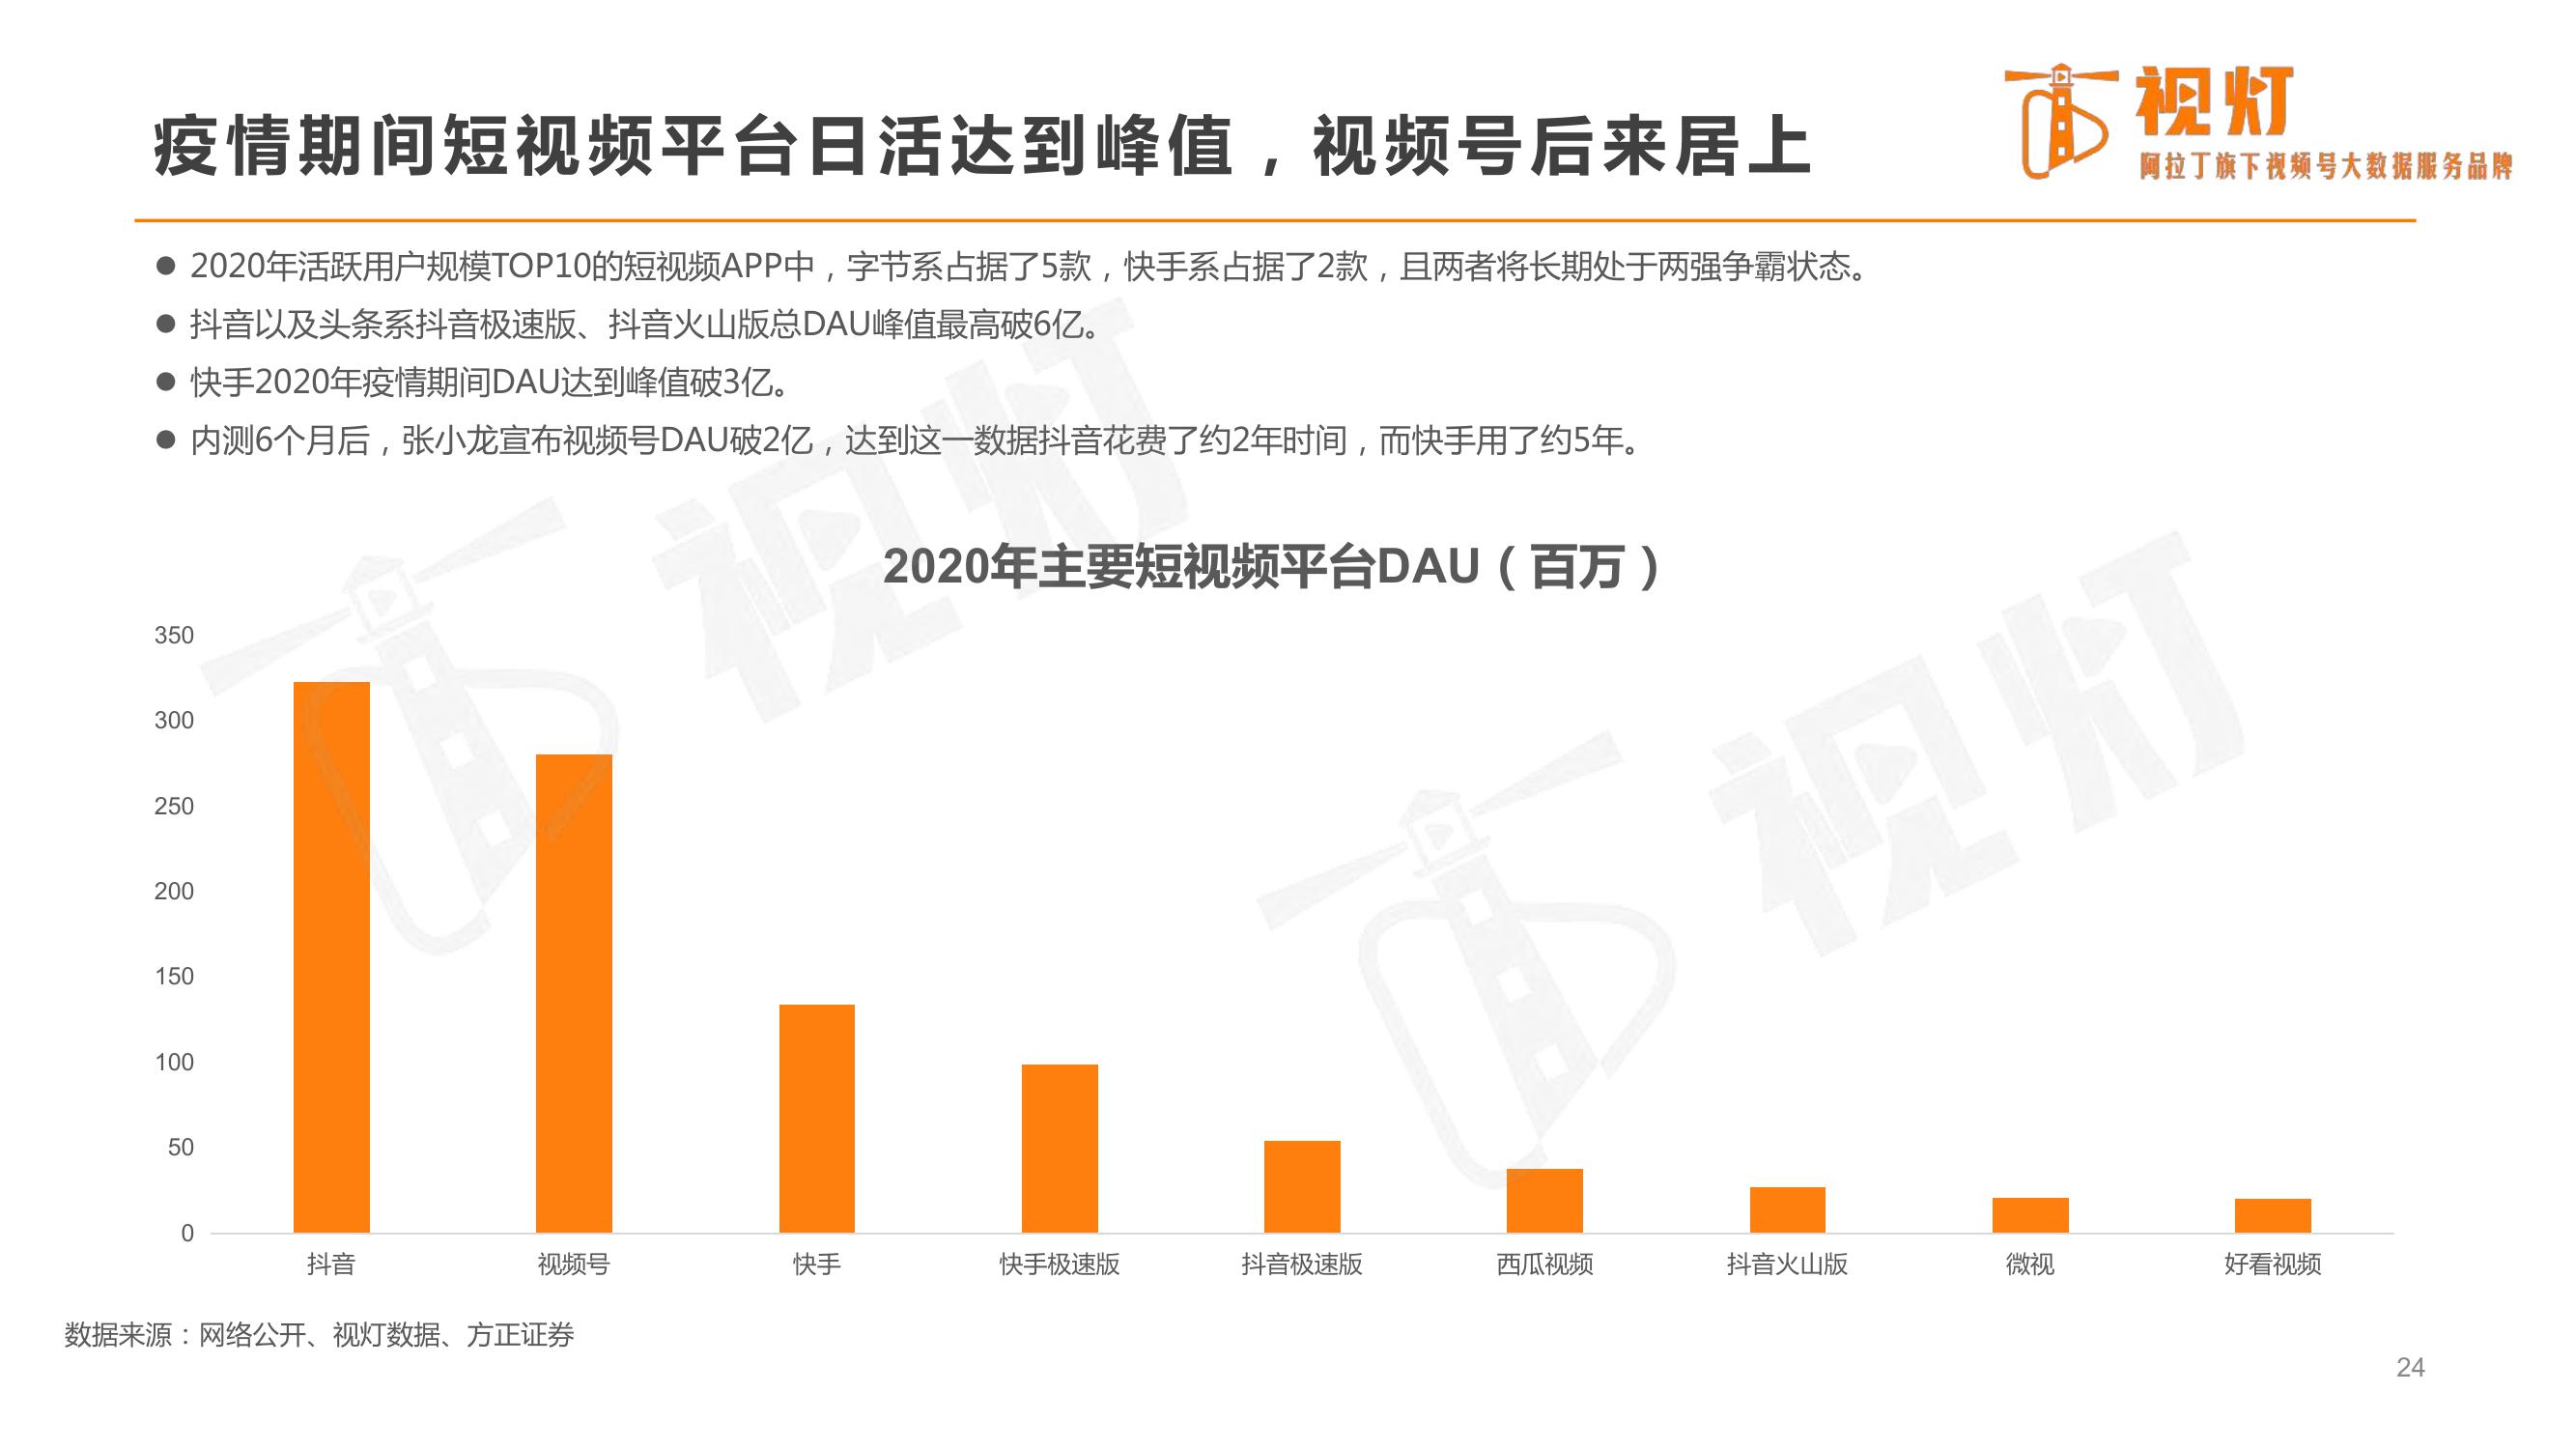 疫情期间短视频平台日活达到峰值，视频号后来居上
视灯
阿拉丁旗下视频号大数据服务品牌
● 2020年活跃用户规模TOP10的短视频APP中，字节系占据了5款，快手系占据了2款，且两者将长期处于两强争霸状态。
● 抖音以及头条系抖音极速版、抖音火山版总DAU峰值最高破6亿。
● 快手2020年疫情期间DAU达到峰值破3亿。
● 内测6个月后，张小龙宣布视频号DAU破2亿，达到这一数据抖音花费了约2年时间，而快手用了约5年。
视灯
视灯
2020年主要短视频平台DAU（百万）
350
300
250
200
150
100
50
0
抖音 视频号 快手 快手极速版 抖音极速版 西瓜视频 抖音火山版 微视 好看视频
数据来源：网络公开、视灯数据、方正证券
24